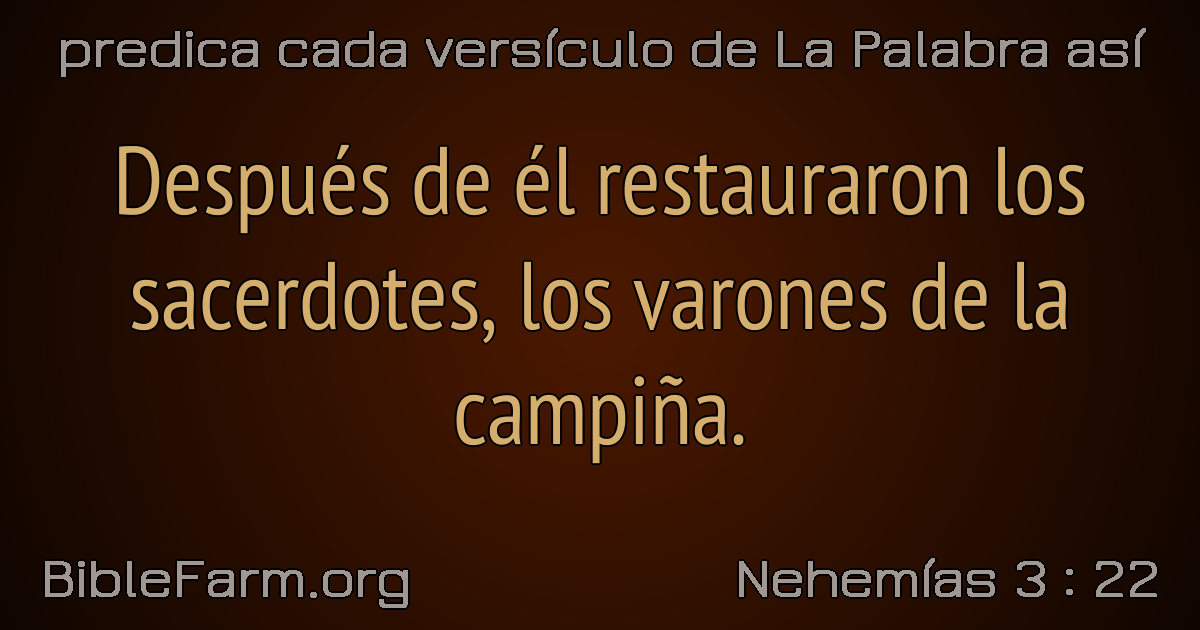 predica cada versículo de La Palabra así
Después de él restauraron los
sacerdotes, los varones de la
campiña.
BibleFarm.org
Nehemías 3 : 22